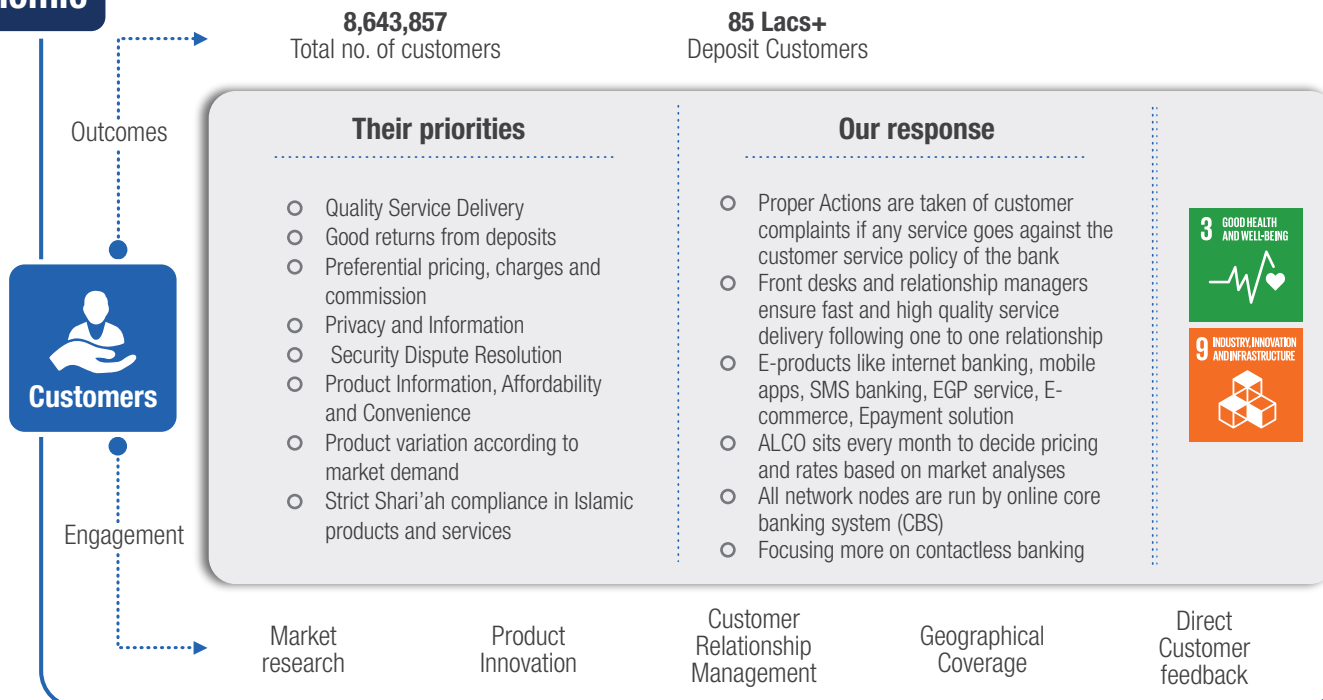 8,643,857
Total no. of customers
85 Lacs+
Deposit Customers
Outcomes
Their priorities
Quality Service Delivery
Good returns from deposits
Preferential pricing, charges and
commission
Privacy and Information
Security Dispute Resolution
Product Information, Affordability
and Convenience
Product variation according to
market demand
Strict Shari'ah compliance in Islamic
products and services
Our response
Proper Actions are taken of customer
complaints if any service goes against the
customer service policy of the bank
Front desks and relationship managers
ensure fast and high quality service
delivery following one to one relationship
E-products like internet banking, mobile
apps, SMS banking, EGP service, E-
commerce, Epayment solution
ALCO sits every month to decide pricing
and rates based on market analyses
All network nodes are run by online core
banking system (CBS)
Focusing more on contactless banking
3 GOOD HEALTH
AND WELL-BEING
9 INDUSTRY, INNOVATION
AND INFRASTRUCTURE
Customers
Engagement
Market
research
Product
Innovation
Customer
Relationship
Management
Geographical
Coverage
Direct
Customer
feedback